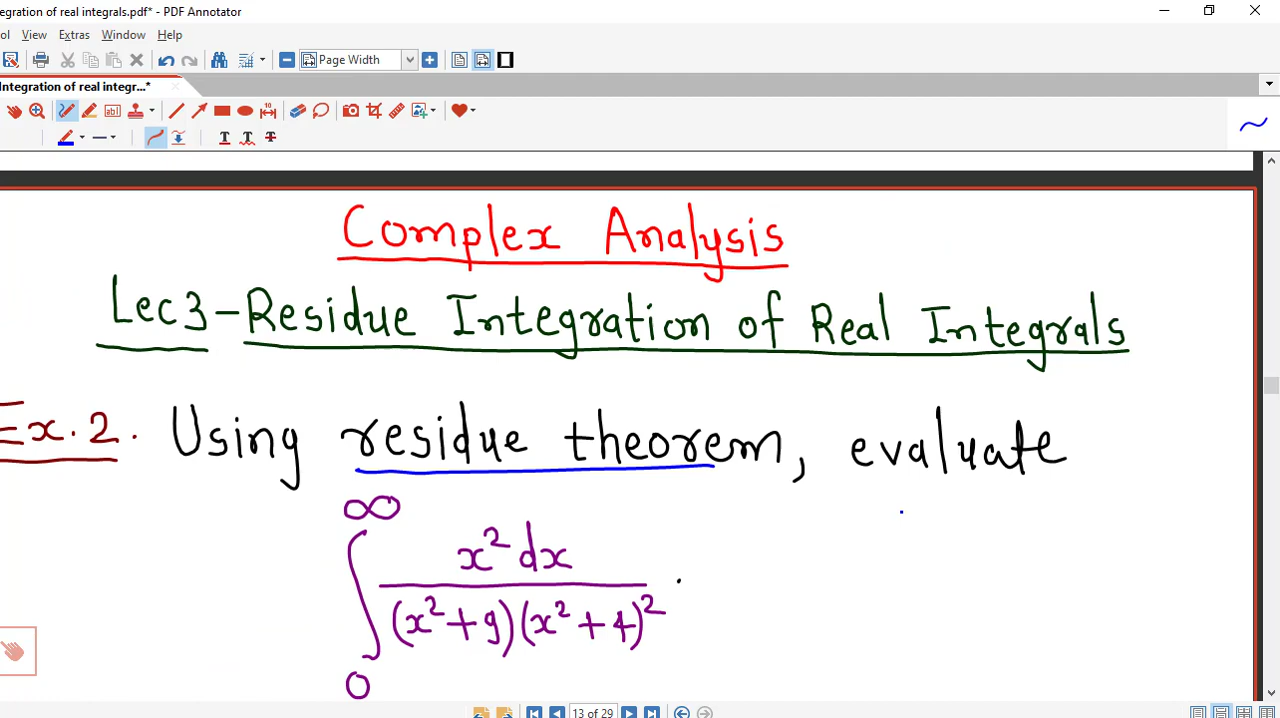 egration of real integrals.pdf* - PDF Annotator
ol View Extras Window Help
Page Width
Integration of real integr...*
Complex Analysis
Lec3-Residue Integration of Real Integrals
Ex.2. Using residue theorem, evaluate
∞
∫ x² dx / (x²+9)(x²+4)² .
0
13 of 29